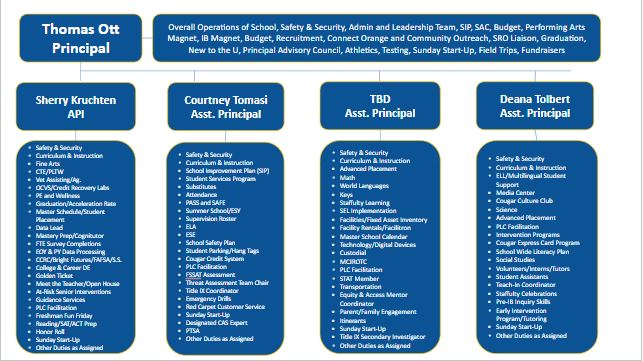 Thomas Ott
Principal
Overall Operations of School, Safety & Security, Admin and Leadership Team, SIP, SAC, Budget, Performing Arts
Magnet, IB Magnet, Budget, Recruitment, Connect Orange and Community Outreach, SRO Liaison, Graduation,
New to the U, Principal Advisory Council, Athletics, Testing, Sunday Start-Up, Field Trips, Fundraisers
Sherry Kruchten
API
• Safety & Security
• Curriculum & Instruction
• Fine Arts
• CTE/PLTW
• Vet Assisting/Ag.
• OCVS/Credit Recovery Labs
• PE and Wellness
• Graduation/Acceleration Rate
• Master Schedule/Student
Placement
• Data Lead
• Mastery Prep/Cognitutor
• FTE Survey Completions
• EOY & PY Data Processing
• CCRC/Bright Futures/FAFSA/S.S.
• College & Career DE
• Golden Ticket
• Meet the Teacher/Open House
• At-Risk Senior Interventions
• Guidance Services
• PLC Facilitation
• Freshman Fun Friday
• Reading/SAT/ACT Prep
• Honor Roll
• Sunday Start-Up
• Other Duties as Assigned
Courtney Tomasi
Asst. Principal
• Safety & Security
• Curriculum & Instruction
• School Improvement Plan (SIP)
• Student Services Program
• Substitutes
• Attendance
• PASS and SAFE
• Summer School/ESY
• Supervision Roster
• ELA
• ESE
• School Safety Plan
• Student Parking/Hang Tags
• Cougar Credit System
• PLC Facilitation
• FSSAT Assessment
• Threat Assessment Team Chair
• Title IX Coordinator
• Emergency Drills
• Red Carpet Customer Service
• Sunday Start-Up
• Designated CAS Expert
• PTSA
• Other Duties as Assigned
TBD
Asst. Principal
• Safety & Security
• Curriculum & Instruction
• Advanced Placement
• Math
• World Languages
• Keys
• Staffulty Learning
• SEL Implementation
• Facilities/Fixed Asset Inventory
• Facility Rentals/Facilitron
• Master School Calendar
• Technology/Digital Devices
• Custodial
• MCJROTC
• PLC Facilitation
• STAT Member
• Transportation
• Equity & Access Mentor
Coordinator
• Parent/Family Engagement
• Itinerants
• Sunday Start-Up
• Title IX Secondary Investigator
• Other Duties as Assigned
Deana Tolbert
Asst. Principal
• Safety & Security
• Curriculum & Instruction
• ELL/Multilingual Student
Support
• Media Center
• Cougar Culture Club
• Science
• Advanced Placement
• PLC Facilitation
• Intervention Programs
• Cougar Express Card Program
• School Wide Literacy Plan
• Social Studies
• Volunteers/Interns/Tutors
• Student Assistants
• Teach-In Coordinator
• Staffulty Celebrations
• Pre-IB Inquiry Skills
• Early Intervention
Program/Tutoring
• Sunday Start-Up
• Other Duties as Assigned